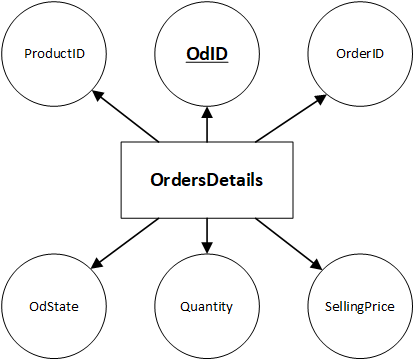 ProductID
OdID
OrderID
OrdersDetails
OdState
Quantity
SellingPrice